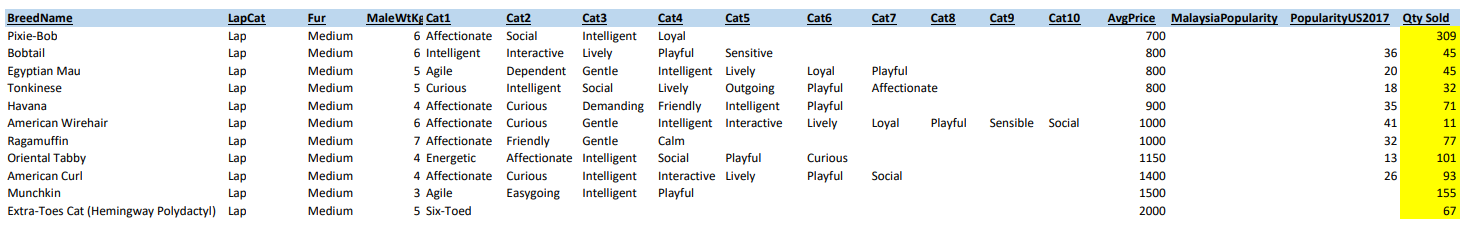 BreedName LapCat Fur MaleWtKg Cat1 Cat2 Cat3 Cat4 Cat5 Cat6 Cat7 Cat8 Cat9 Cat10 AvgPrice MalaysiaPopularity PopularityUS2017 Qty Sold
Pixie-Bob Lap Medium 6 Affectionate Social Intelligent Loyal 700 309
Bobtail Lap Medium 6 Intelligent Interactive Lively Playful Sensitive 800 36 45
Egyptian Mau Lap Medium 5 Agile Dependent Gentle Intelligent Lively Loyal Playful 800 20 45
Tonkinese Lap Medium 5 Curious Intelligent Social Lively Outgoing Playful Affectionate 800 18 32
Havana Lap Medium 4 Affectionate Curious Demanding Friendly Intelligent Playful 900 35 71
American Wirehair Lap Medium 6 Affectionate Curious Gentle Intelligent Interactive Lively Loyal Playful Sensible Social 1000 41 11
Ragamuffin Lap Medium 7 Affectionate Friendly Gentle Calm 1000 32 77
Oriental Tabby Lap Medium 4 Energetic Affectionate Intelligent Social Playful Curious 1150 13 101
American Curl Lap Medium 4 Affectionate Curious Intelligent Interactive Lively Playful Social 1400 26 93
Munchkin Lap Medium 3 Agile Easygoing Intelligent Playful 1500 155
Extra-Toes Cat (Hemingway Polydactyl) Lap Medium 5 Six-Toed 2000 67